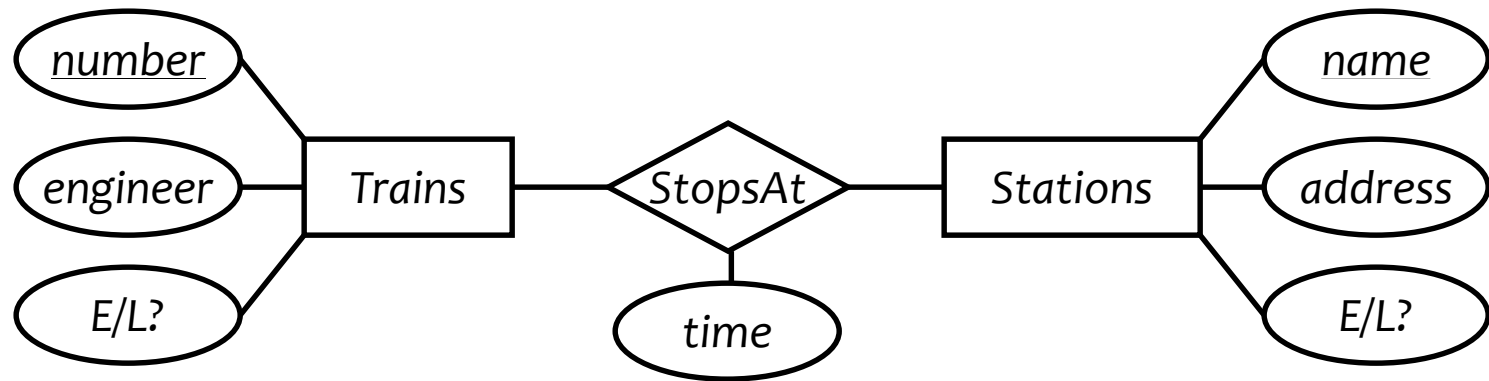 number
engineer
E/L?
Trains
StopsAt
time
Stations
name
address
E/L?